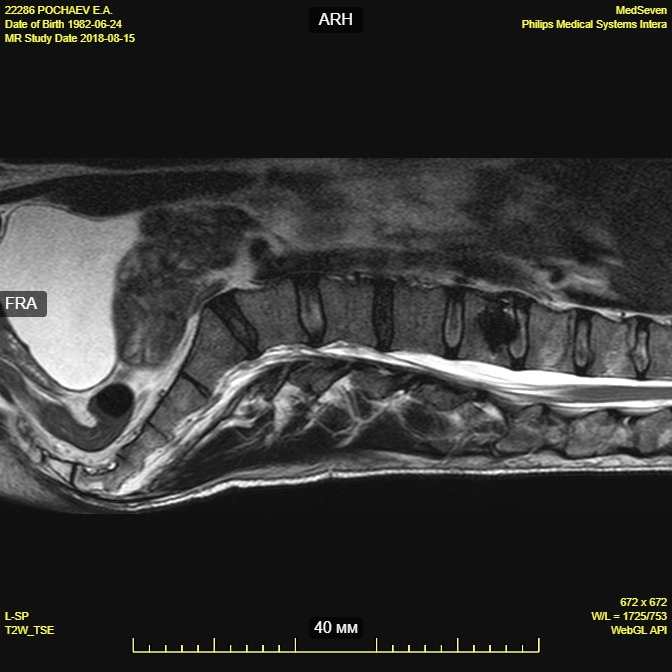 22286 POCHAEV E.A.
Date of Birth 1982-06-24
MR Study Date 2018-08-15
ARH
MedSeven
Philips Medical Systems Intera
FRA
L-SP
T2W_TSE
40 мм
672 x 672
W/L = 1725/753
WebGL API